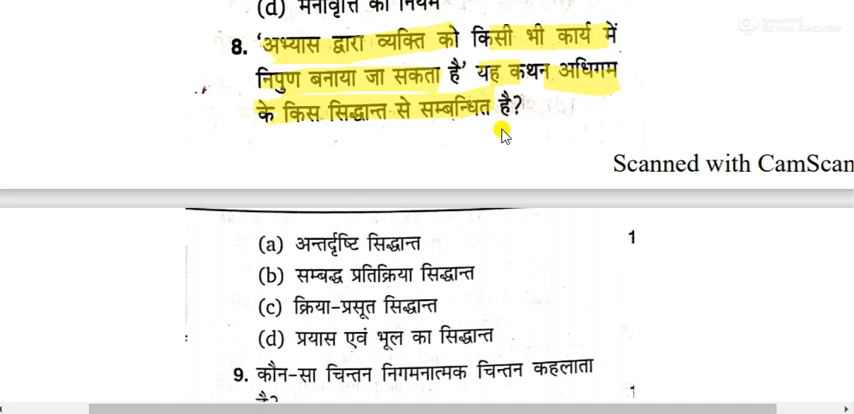 (d) मनोवृत्ति का नियम
8. 'अभ्यास द्वारा व्यक्ति को किसी भी कार्य में
निपुण बनाया जा सकता है' यह कथन अधिगम
के किस सिद्धान्त से सम्बन्धित है?
Scanned with CamScan
(a) अन्तर्दृष्टि सिद्धान्त 1
(b) सम्बद्ध प्रतिक्रिया सिद्धान्त
(c) क्रिया-प्रसूत सिद्धान्त
(d) प्रयास एवं भूल का सिद्धान्त
9. कौन-सा चिन्तन निगमनात्मक चिन्तन कहलाता
है? 1